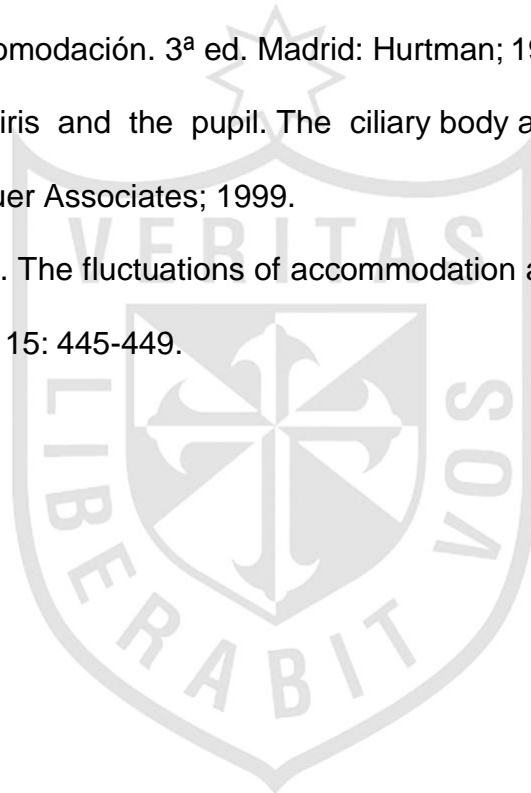 omodación. 3ª ed. Madrid: Hurtman; 19
iris and the pupil. The ciliary body a
uer Associates; 1999.
. The fluctuations of accommodation a
15: 445-449.
VERITAS
LIBERABIT VOS